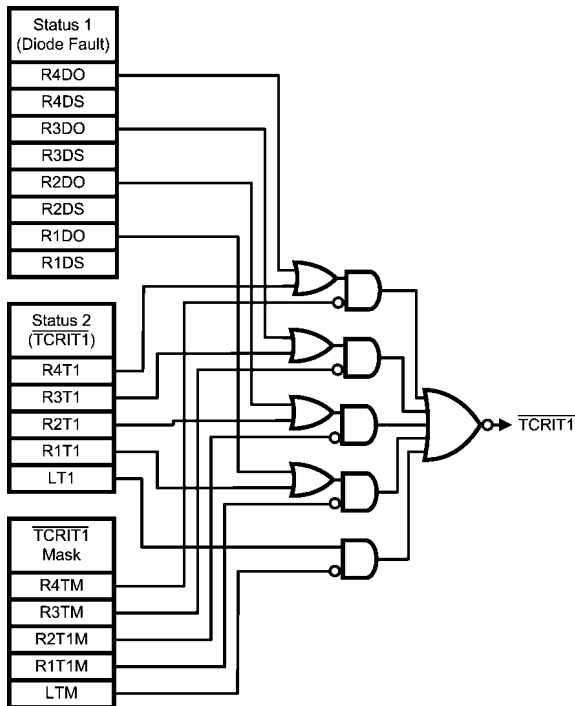 Status 1
(Diode Fault)
R4DO
R4DS
R3DO
R3DS
R2DO
R2DS
R1DO
R1DS
Status 2
(TCRIT1)
R4T1
R3T1
R2T1
R1T1
LT1
TCRIT1
Mask
R4TM
R3TM
R2T1M
R1T1M
LTM
TCRIT1